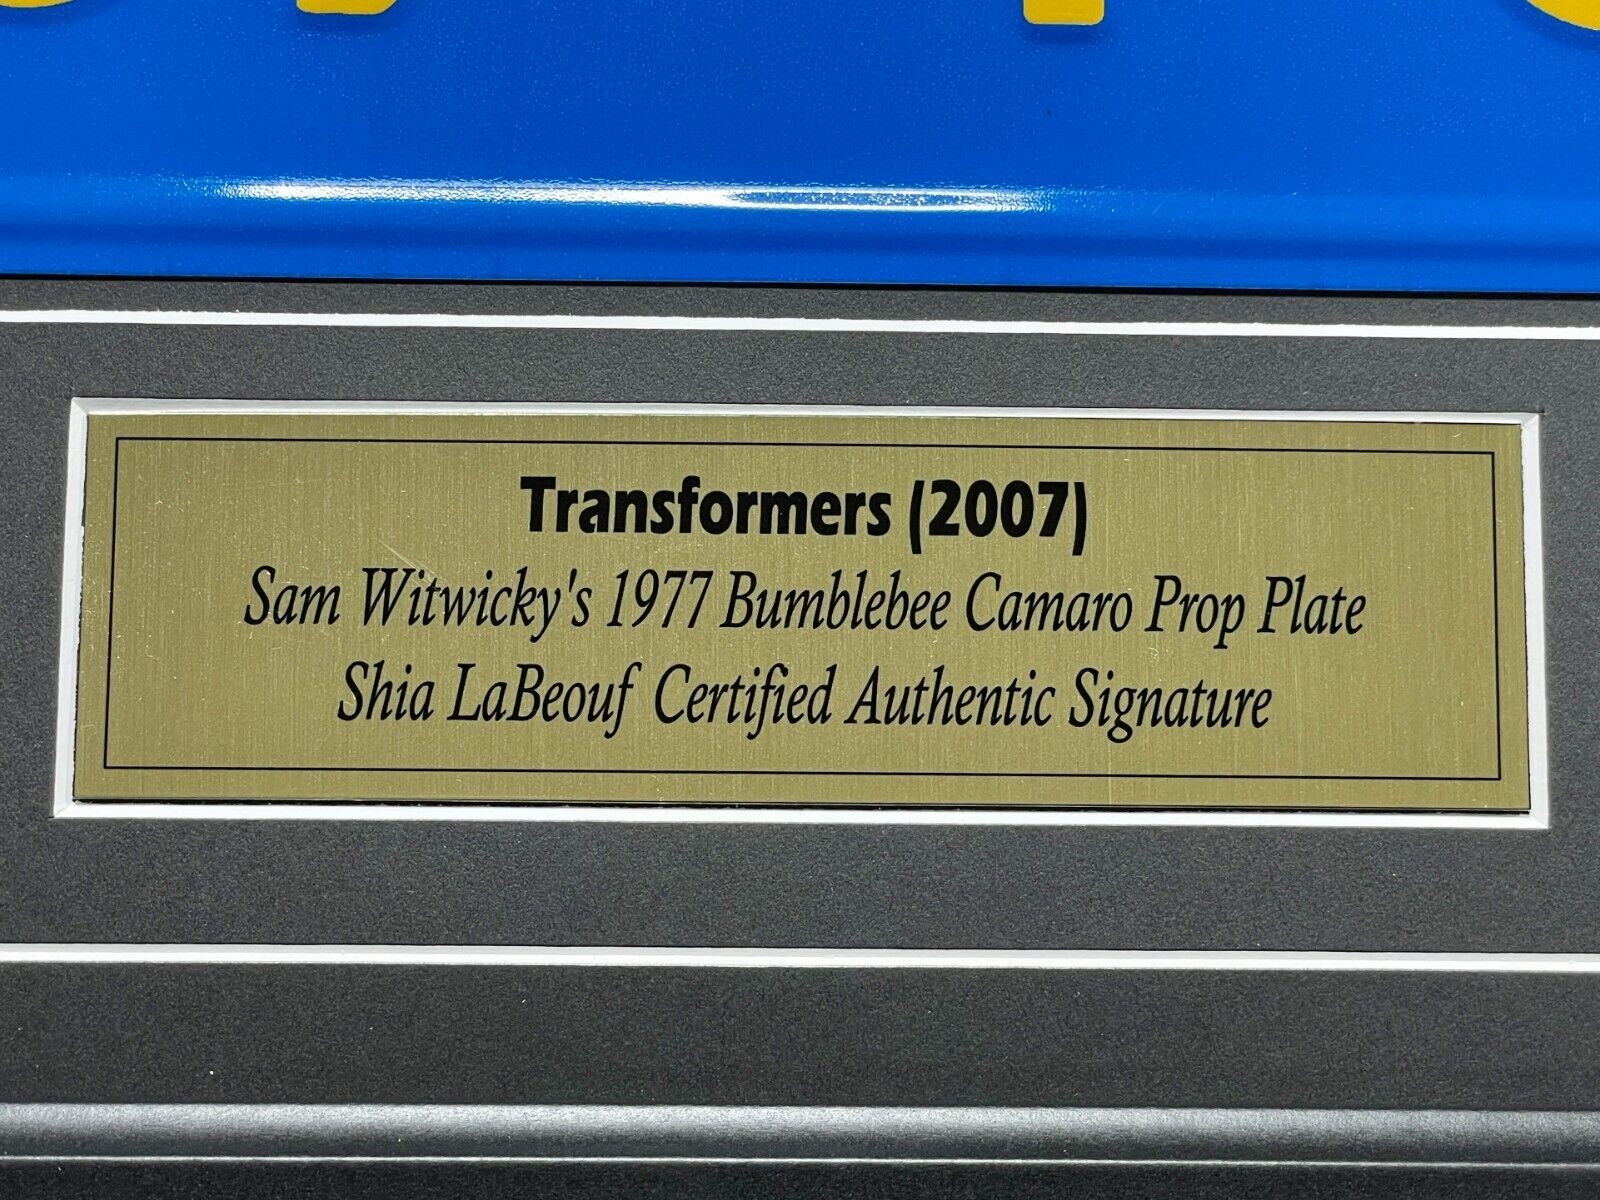 Transformers (2007)
Sam Witwicky's 1977 Bumblebee Camaro Prop Plate
Shia LaBeouf Certified Authentic Signature